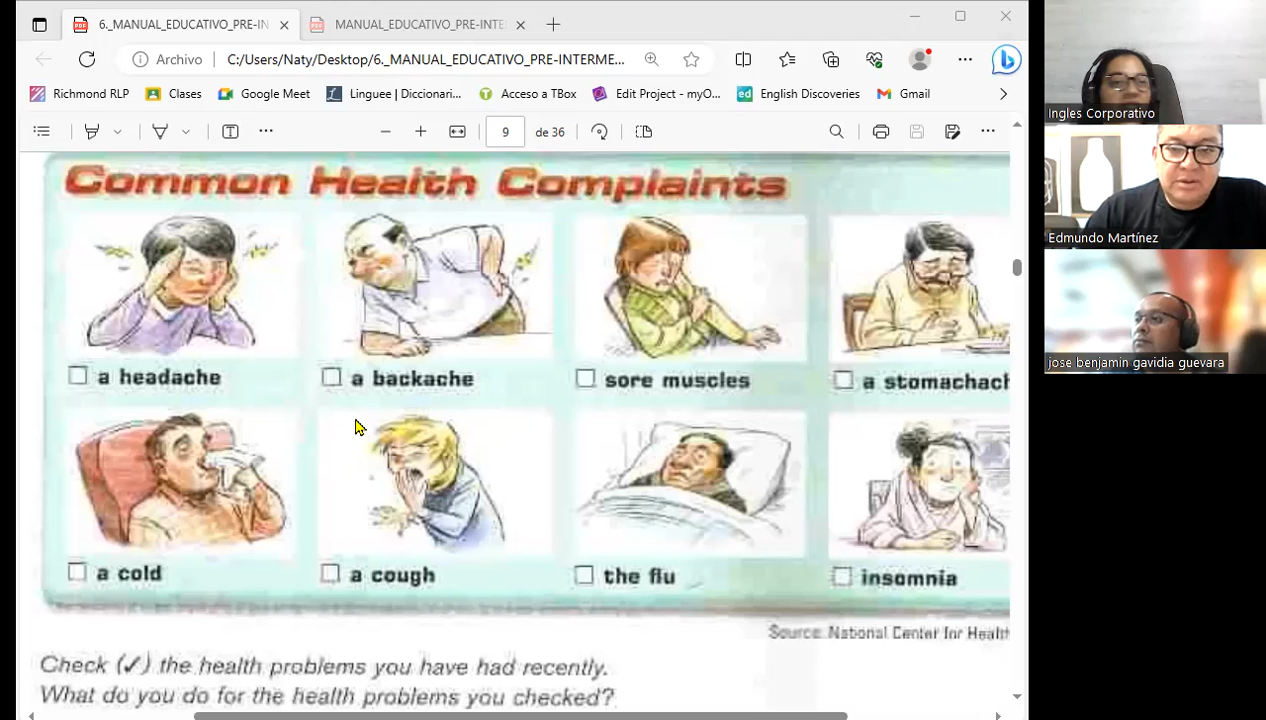 6._MANUAL_EDUCATIVO_PRE-IN
MANUAL_EDUCATIVO_PRE-INTE
Archivo
C:/Users/Naty/Desktop/6._MANUAL_EDUCATIVO_PRE-INTERME...
Richmond RLP
Clases
Google Meet
Linguee | Diccionari...
Acceso a TBox
Edit Project - myO...
English Discoveries
Gmail
9 de 36
Common Health Complaints
a headache
a backache
sore muscles
a stomachach
a cold
a cough
the flu
insomnia
Source: National Center for Health
Check (✓) the health problems you have had recently.
What do you do for the health problems you checked?
Ingles Corporativo
Edmundo Martínez
jose benjamin gavidia guevara